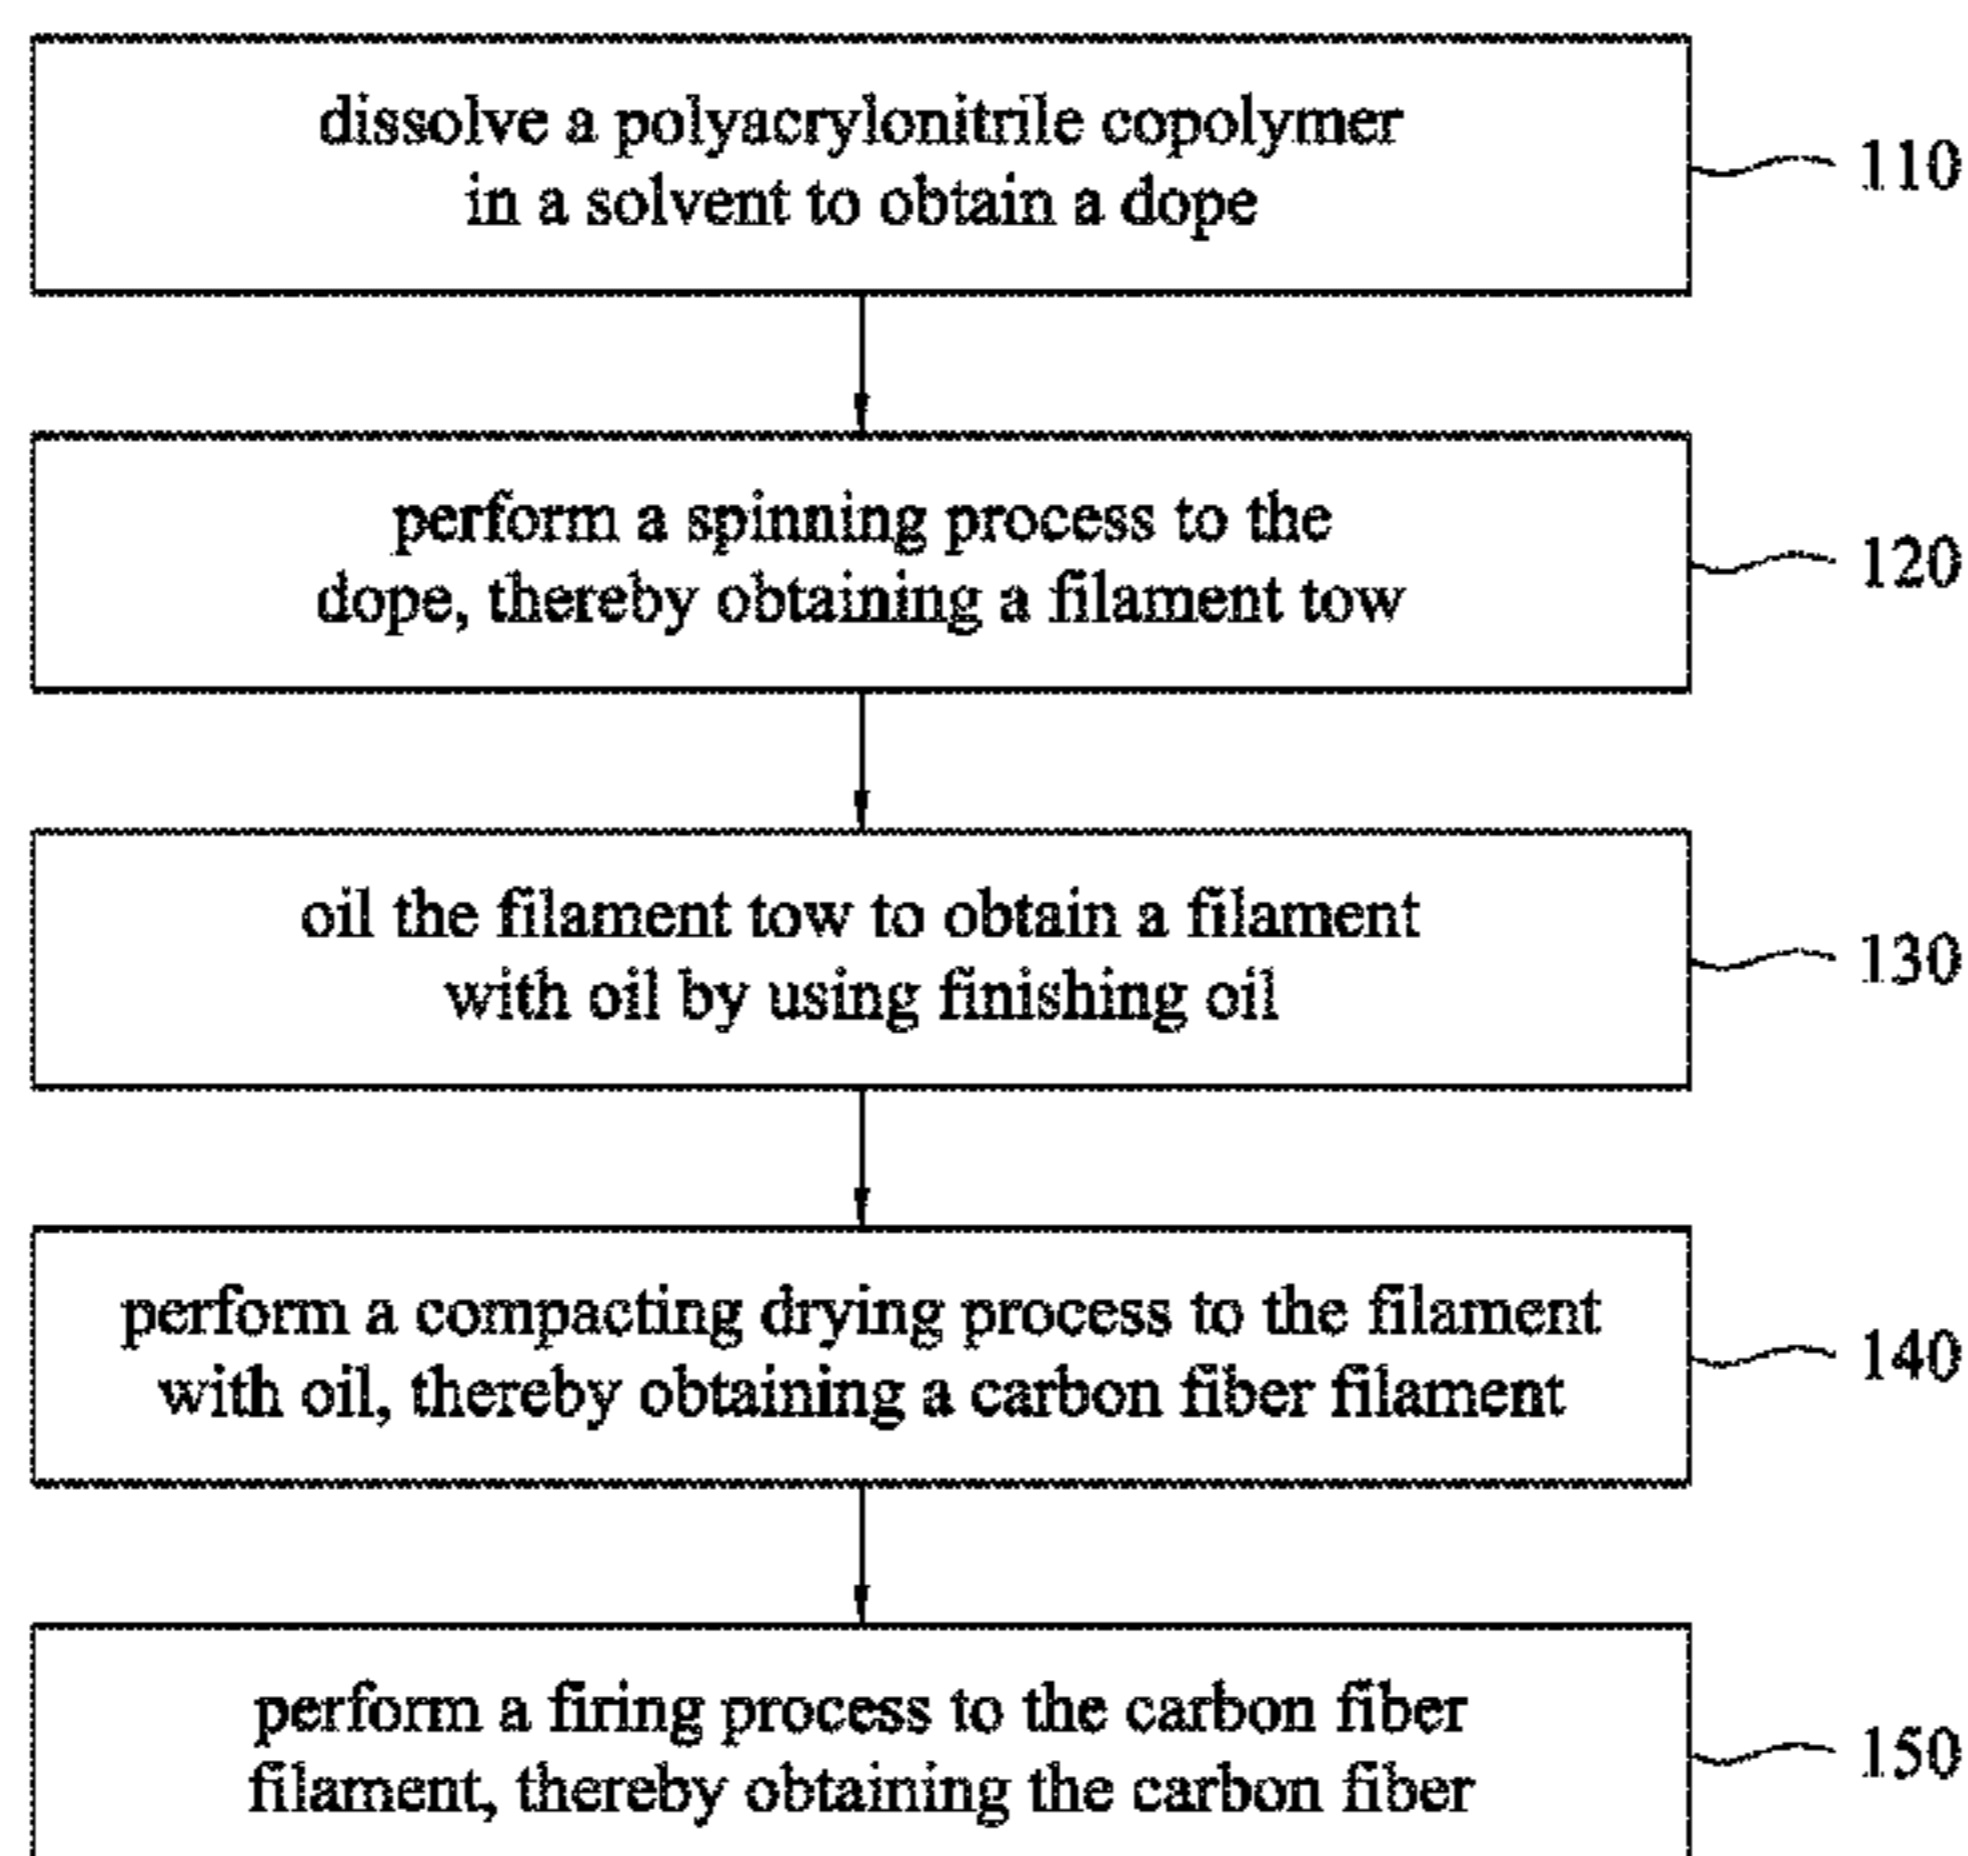 dissolve a polyacrylonitrile copolymer
in a solvent to obtain a dope
110
perform a spinning process to the
dope, thereby obtaining a filament tow
120
oil the filament tow to obtain a filament
with oil by using finishing oil
130
perform a compacting drying process to the filament
with oil, thereby obtaining a carbon fiber filament
140
perform a firing process to the carbon fiber
filament, thereby obtaining the carbon fiber
150